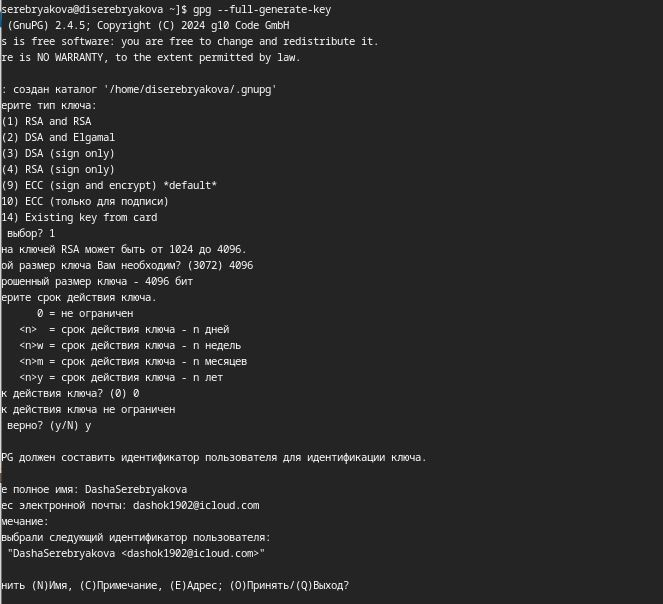 serebryakova@diserebryakova ~]$ gpg --full-generate-key
(GnuPG) 2.4.5; Copyright (C) 2024 g10 Code GmbH
s is free software: you are free to change and redistribute it.
re is NO WARRANTY, to the extent permitted by law.
: создан каталог '/home/diserebryakova/.gnupg'
ерите тип ключа:
(1) RSA and RSA
(2) DSA and Elgamal
(3) DSA (sign only)
(4) RSA (sign only)
(9) ECC (sign and encrypt) *default*
10) ECC (только для подписи)
14) Existing key from card
выбор? 1
на ключей RSA может быть от 1024 до 4096.
ой размер ключа Вам необходим? (3072) 4096
рошенный размер ключа - 4096 бит
ерите срок действия ключа.
0 = не ограничен
<n>  = срок действия ключа - n дней
<n>w = срок действия ключа - n недель
<n>m = срок действия ключа - n месяцев
<n>y = срок действия ключа - n лет
к действия ключа? (0) 0
к действия ключа не ограничен
верно? (y/N) y
PG должен составить идентификатор пользователя для идентификации ключа.
е полное имя: DashaSerebryakova
ес электронной почты: dashok1902@icloud.com
мечание:
выбрали следующий идентификатор пользователя:
"DashaSerebryakova <dashok1902@icloud.com>"
нить (N)Имя, (C)Примечание, (E)Адрес; (O)Принять/(Q)Выход?